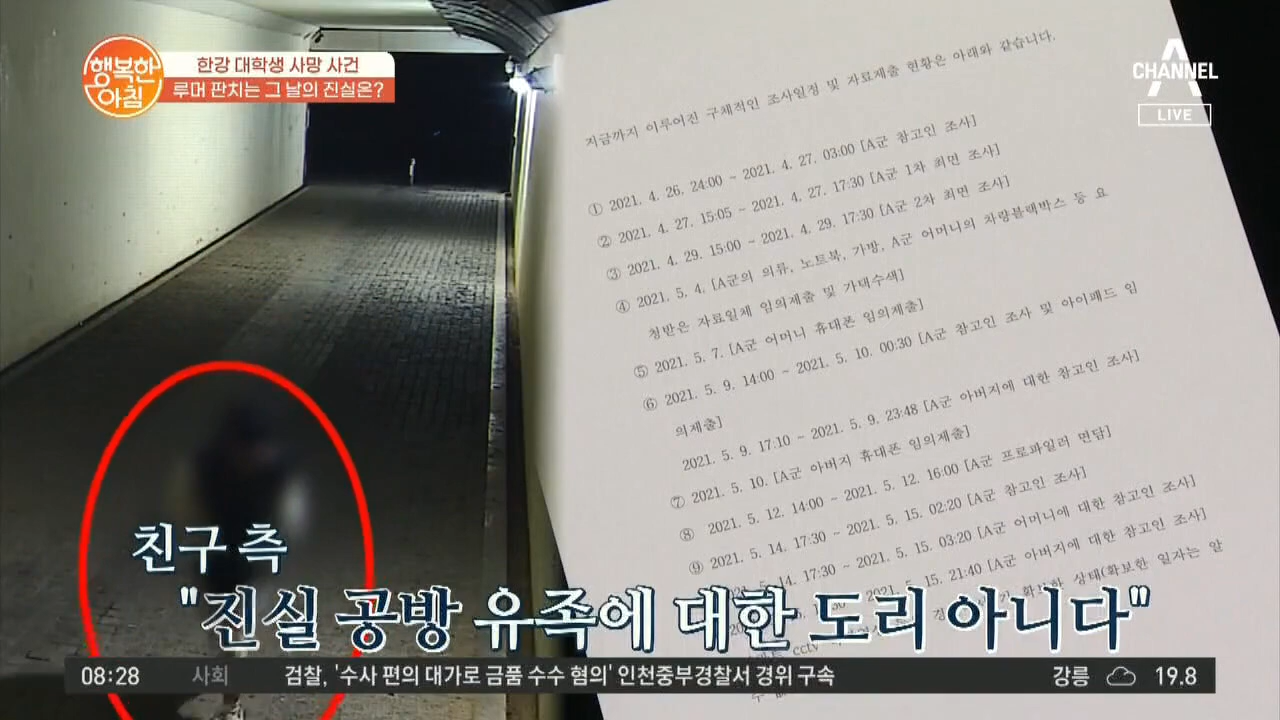 행복한
아침
한강 대학생 사망 사건
루머 판치는 그 날의 진실은?
CHANNEL
LIVE
지금까지 이루어진 구체적인 조사일정 및 자료제출 현황은 아래와 같습니다.
① 2021. 4. 26. 24:00 ~ 2021. 4. 27. 03:00 [A군 참고인 조사]
② 2021. 4. 27. 15:05 ~ 2021. 4. 27. 17:30 [A군 1차 최면 조사]
③ 2021. 4. 29. 15:00 ~ 2021. 4. 29. 17:30 [A군 2차 최면 조사]
④ 2021. 5. 4. [A군의 의류, 노트북, 가방, A군 어머니의 차량블랙박스 등 요
청받은 자료일체 임의제출 및 가택수색]
⑤ 2021. 5. 7. [A군 어머니 휴대폰 임의제출]
⑥ 2021. 5. 9. 14:00 ~ 2021. 5. 10. 00:30 [A군 참고인 조사 및 아이패드 임
의제출]
2021. 5. 9. 17:10 ~ 2021. 5. 9. 23:48 [A군 아버지에 대한 참고인 조사]
⑦ 2021. 5. 10. [A군 아버지 휴대폰 임의제출]
⑧ 2021. 5. 12. 14:00 ~ 2021. 5. 12. 16:00 [A군 프로파일러 면담]
⑨ 2021. 5. 14. 17:30 ~ 2021. 5. 15. 02:20 [A군 참고인 조사]
5. 14. 17:30 ~ 2021. 5. 15. 03:20 [A군 어머니에 대한 참고인 조사]
5. 15. 21:40 [A군 아버지에 대한 참고인 조사]
상태(확보한 일자는 알
cctv
친구 측
"진실 공방 유족에 대한 도리 아니다"
08:28 사회 검찰, '수사 편의 대가로 금품 수수 혐의' 인천중부경찰서 경위 구속 강릉 19.8